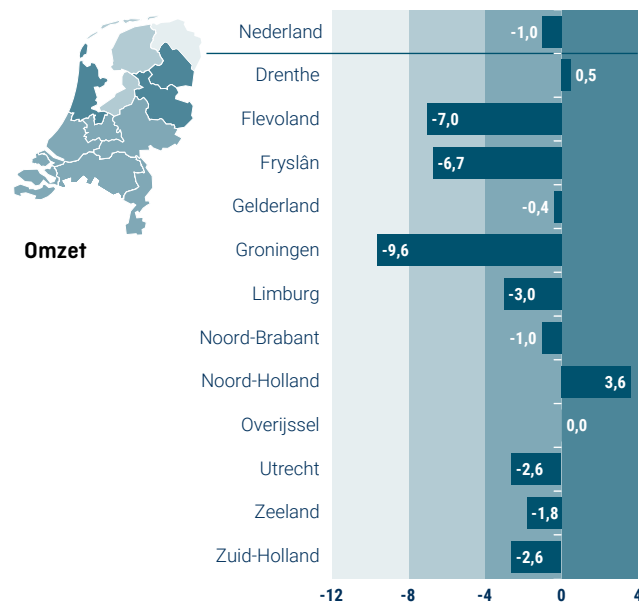 Nederland -1,0
Drenthe 0,5
Flevoland -7,0
Fryslân -6,7
Gelderland -0,4
Omzet
Groningen -9,6
Limburg -3,0
Noord-Brabant -1,0
Noord-Holland 3,6
Overijssel 0,0
Utrecht -2,6
Zeeland -1,8
Zuid-Holland -2,6
-12 -8 -4 0 4